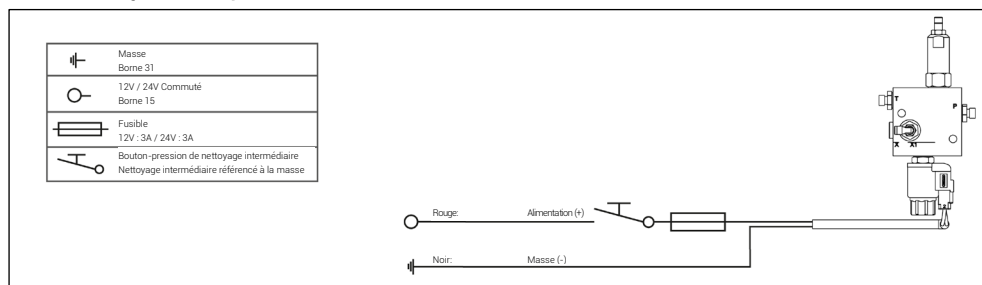 Masse
Borne 31
12V / 24V Commuté
Borne 15
Fusible
12V : 3A / 24V : 3A
Bouton-pression de nettoyage intermédiaire
Nettoyage intermédiaire référencé à la masse
T
P
X X1
Rouge: Alimentation (+)
Noir: Masse (-)